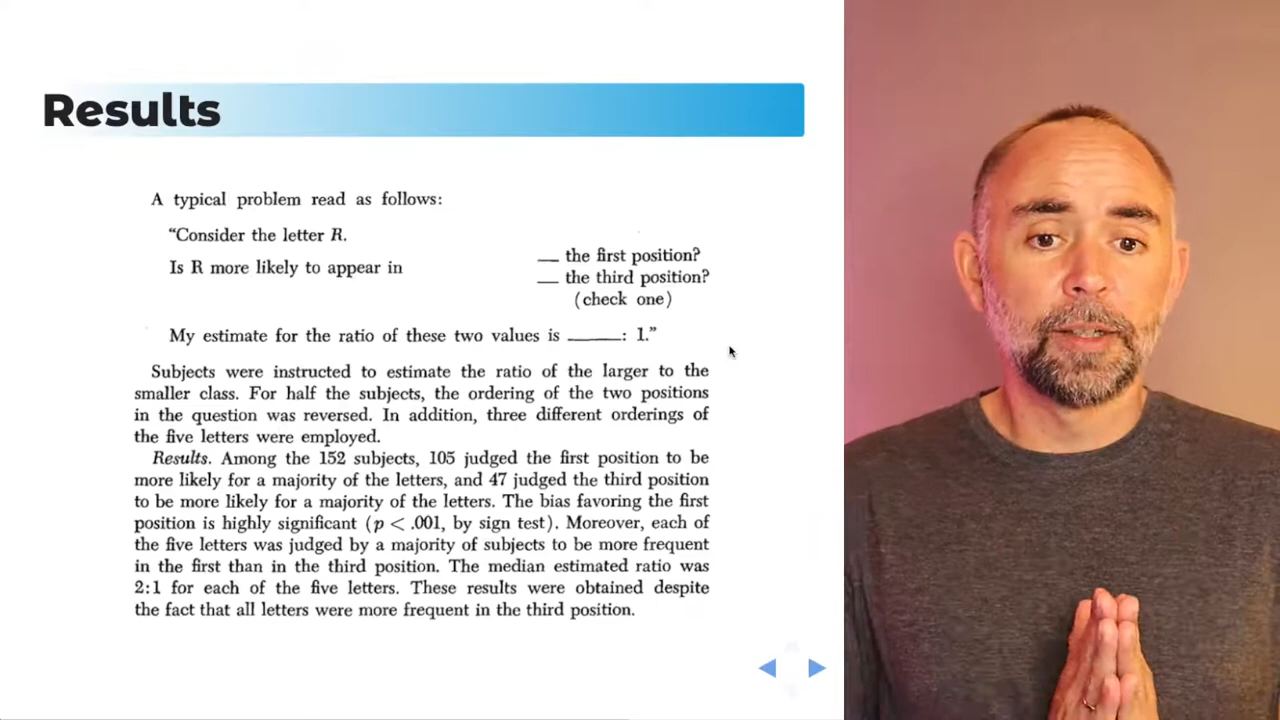 Results
A typical problem read as follows:
“Consider the letter R.
Is R more likely to appear in
___ the first position?
___ the third position?
(check one)
My estimate for the ratio of these two values is ______: 1.”
Subjects were instructed to estimate the ratio of the larger to the
smaller class. For half the subjects, the ordering of the two positions
in the question was reversed. In addition, three different orderings of
the five letters were employed.
Results. Among the 152 subjects, 105 judged the first position to be
more likely for a majority of the letters, and 47 judged the third position
to be more likely for a majority of the letters. The bias favoring the first
position is highly significant (p < .001, by sign test). Moreover, each of
the five letters was judged by a majority of subjects to be more frequent
in the first than in the third position. The median estimated ratio was
2:1 for each of the five letters. These results were obtained despite
the fact that all letters were more frequent in the third position.